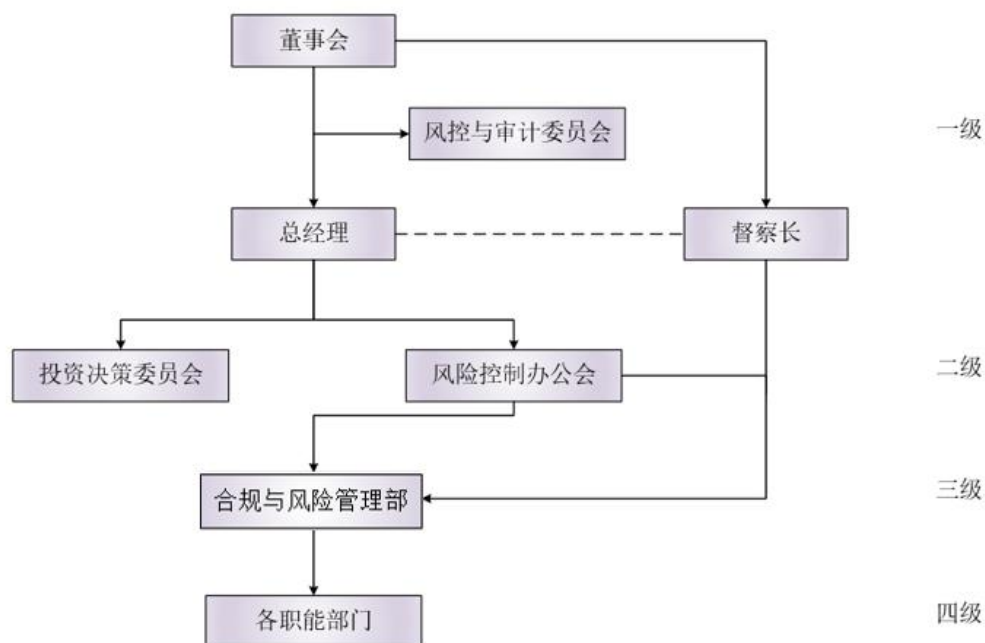 董事会
风控与审计委员会
一级
总经理
督察长
投资决策委员会
风险控制办公会
二级
合规与风险管理部
三级
各职能部门
四级